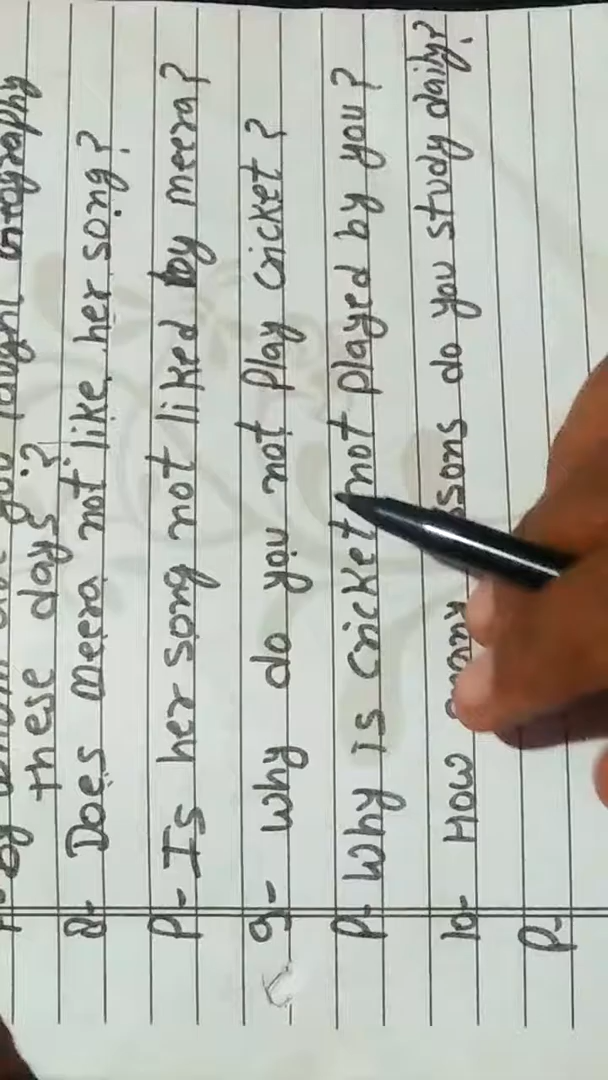 these days?
8- Does meera not like her song?
P- Is her song not liked by meera?
9- Why do you not Play cricket?
P- Why is cricket not played by you?
10- How many ssons do you study daily?
P-